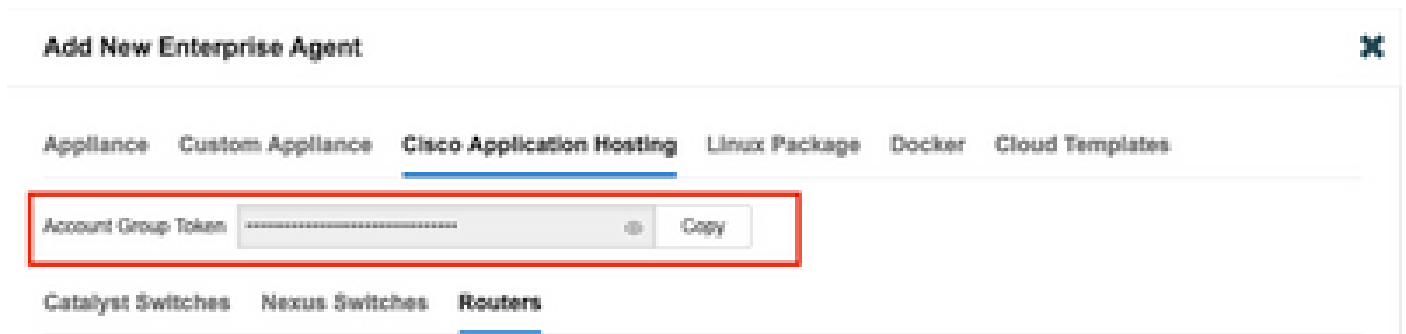 Add New Enterprise Agent
Appliance Custom Appliance Cisco Application Hosting Linux Package Docker Cloud Templates
Account Group Token Copy
Catalyst Switches Nexus Switches Routers